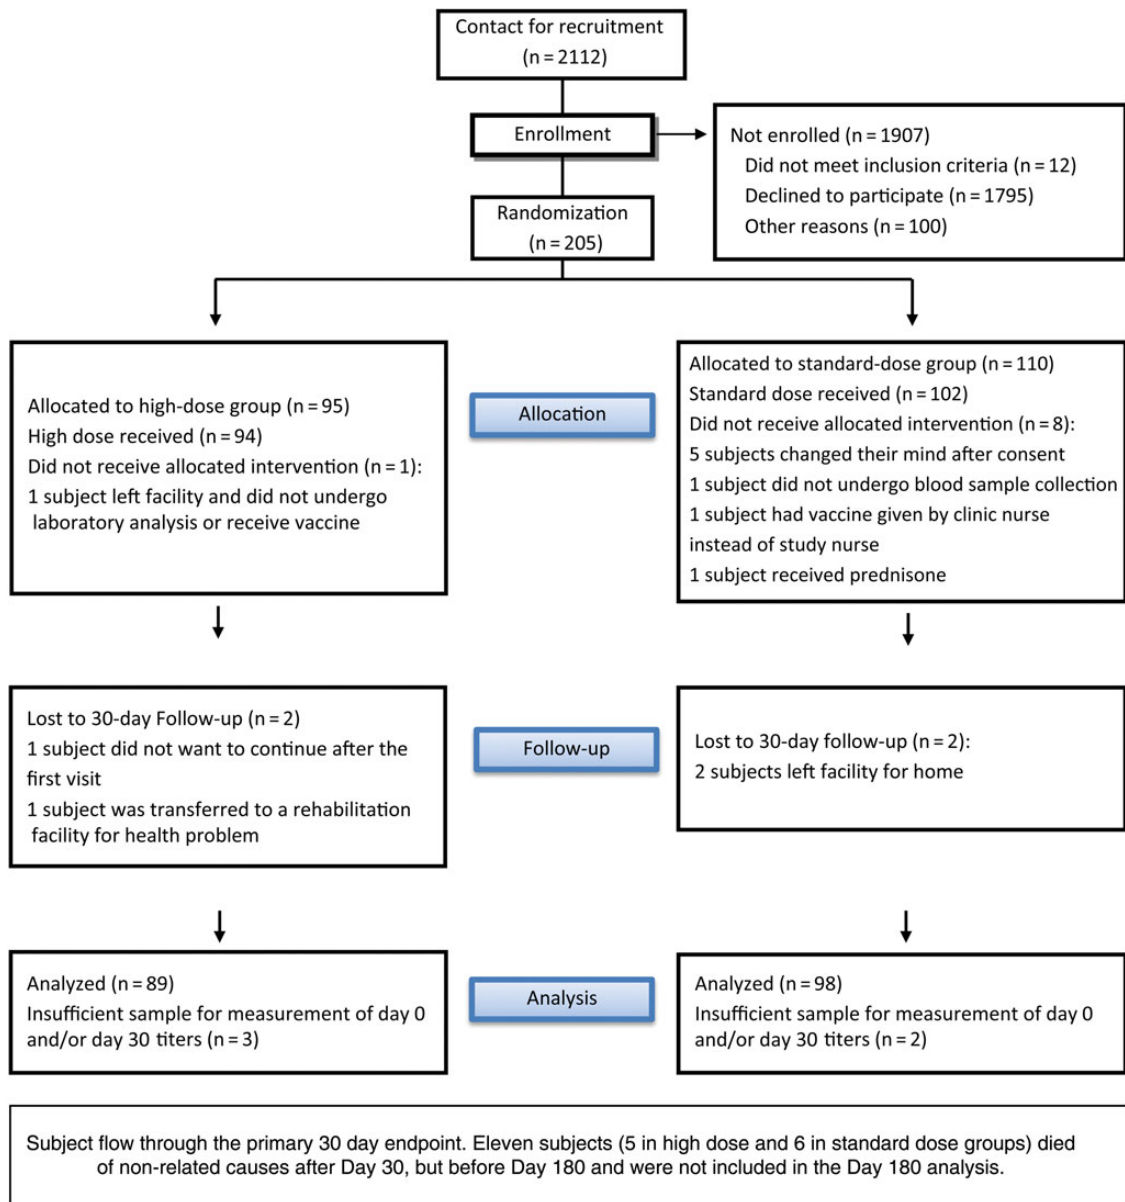 Contact for recruitment
(n = 2112)
Enrollment
Not enrolled (n = 1907)
Did not meet inclusion criteria (n = 12)
Declined to participate (n = 1795)
Other reasons (n = 100)
Randomization
(n = 205)
Allocated to high-dose group (n = 95)
High dose received (n = 94)
Did not receive allocated intervention (n = 1):
1 subject left facility and did not undergo
laboratory analysis or receive vaccine
Allocation
Allocated to standard-dose group (n = 110)
Standard dose received (n = 102)
Did not receive allocated intervention (n = 8):
5 subjects changed their mind after consent
1 subject did not undergo blood sample collection
1 subject had vaccine given by clinic nurse
instead of study nurse
1 subject received prednisone
Lost to 30-day Follow-up (n = 2)
1 subject did not want to continue after the
first visit
1 subject was transferred to a rehabilitation
facility for health problem
Follow-up
Lost to 30-day follow-up (n = 2):
2 subjects left facility for home
Analyzed (n = 89)
Insufficient sample for measurement of day 0
and/or day 30 titers (n = 3)
Analysis
Analyzed (n = 98)
Insufficient sample for measurement of day 0
and/or day 30 titers (n = 2)
Subject flow through the primary 30 day endpoint. Eleven subjects (5 in high dose and 6 in standard dose groups) died
of non-related causes after Day 30, but before Day 180 and were not included in the Day 180 analysis.